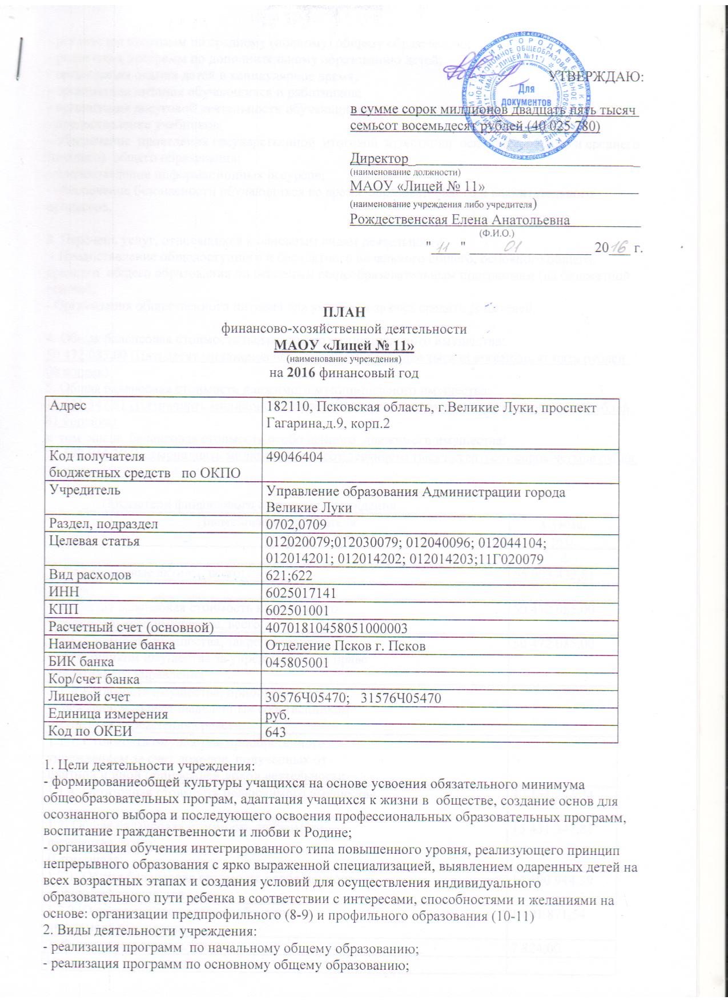 УТВЕРЖДАЮ:
Для
документов
в сумме сорок миллионов двадцать пять тысяч
семьсот восемьдесят рублей (40 025 780)
Директор
(наименование должности)
МАОУ «Лицей № 11»
(наименование учреждения либо учредителя)
Рождественская Елена Анатольевна
(Ф.И.О.)
" 11 " 01 2016 г.
ПЛАН
финансово-хозяйственной деятельности
МАОУ «Лицей № 11»
(наименование учреждения)
на 2016 финансовый год
Адрес 182110, Псковская область, г.Великие Луки, проспект
Гагарина,д.9, корп.2
Код получателя 49046404
бюджетных средств по ОКПО
Учредитель Управление образования Администрации города
Великие Луки
Раздел, подраздел 0702,0709
Целевая статья 012020079;012030079; 012040096; 012044104;
012014201; 012014202; 012014203;11Г020079
Вид расходов 621;622
ИНН 6025017141
КПП 602501001
Расчетный счет (основной) 40701810458051000003
Наименование банка Отделение Псков г. Псков
БИК банка 045805001
Кор/счет банка
Лицевой счет 30576Ч05470; 31576Ч05470
Единица измерения руб.
Код по ОКЕИ 643
1. Цели деятельности учреждения:
- формированиеобщей культуры учащихся на основе усвоения обязательного минимума
общеобразовательных програм, адаптация учащихся к жизни в обществе, создание основ для
осознанного выбора и последующего освоения профессиональных образовательных программ,
воспитание гражданственности и любви к Родине;
- организация обучения интегрированного типа повышенного уровня, реализующего принцип
непрерывного образования с ярко выраженной специализацией, выявлением одаренных детей на
всех возрастных этапах и создания условий для осуществления индивидуального
образовательного пути ребенка в соответствии с интересами, способностями и желаниями на
основе: организации предпрофильного (8-9) и профильного образования (10-11)
2. Виды деятельности учреждения:
- реализация программ по начальному общему образованию;
- реализация программ по основному общему образованию;